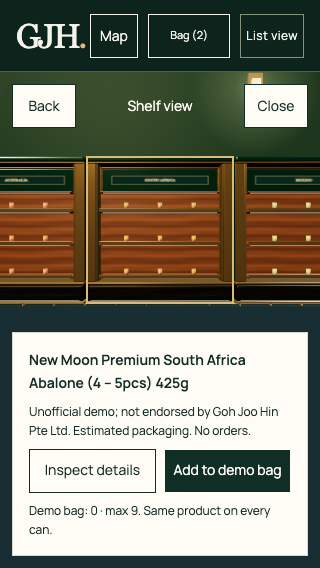 GJH.
Map
Bag (2)
List view
Back
Shelf view
Close
AUSTRALIA
SOUTH AFRICA
MEXICO
New Moon Premium South Africa
Abalone (4 – 5pcs) 425g
Unofficial demo; not endorsed by Goh Joo Hin
Pte Ltd. Estimated packaging. No orders.
Inspect details
Add to demo bag
Demo bag: 0 · max 9. Same product on every
can.